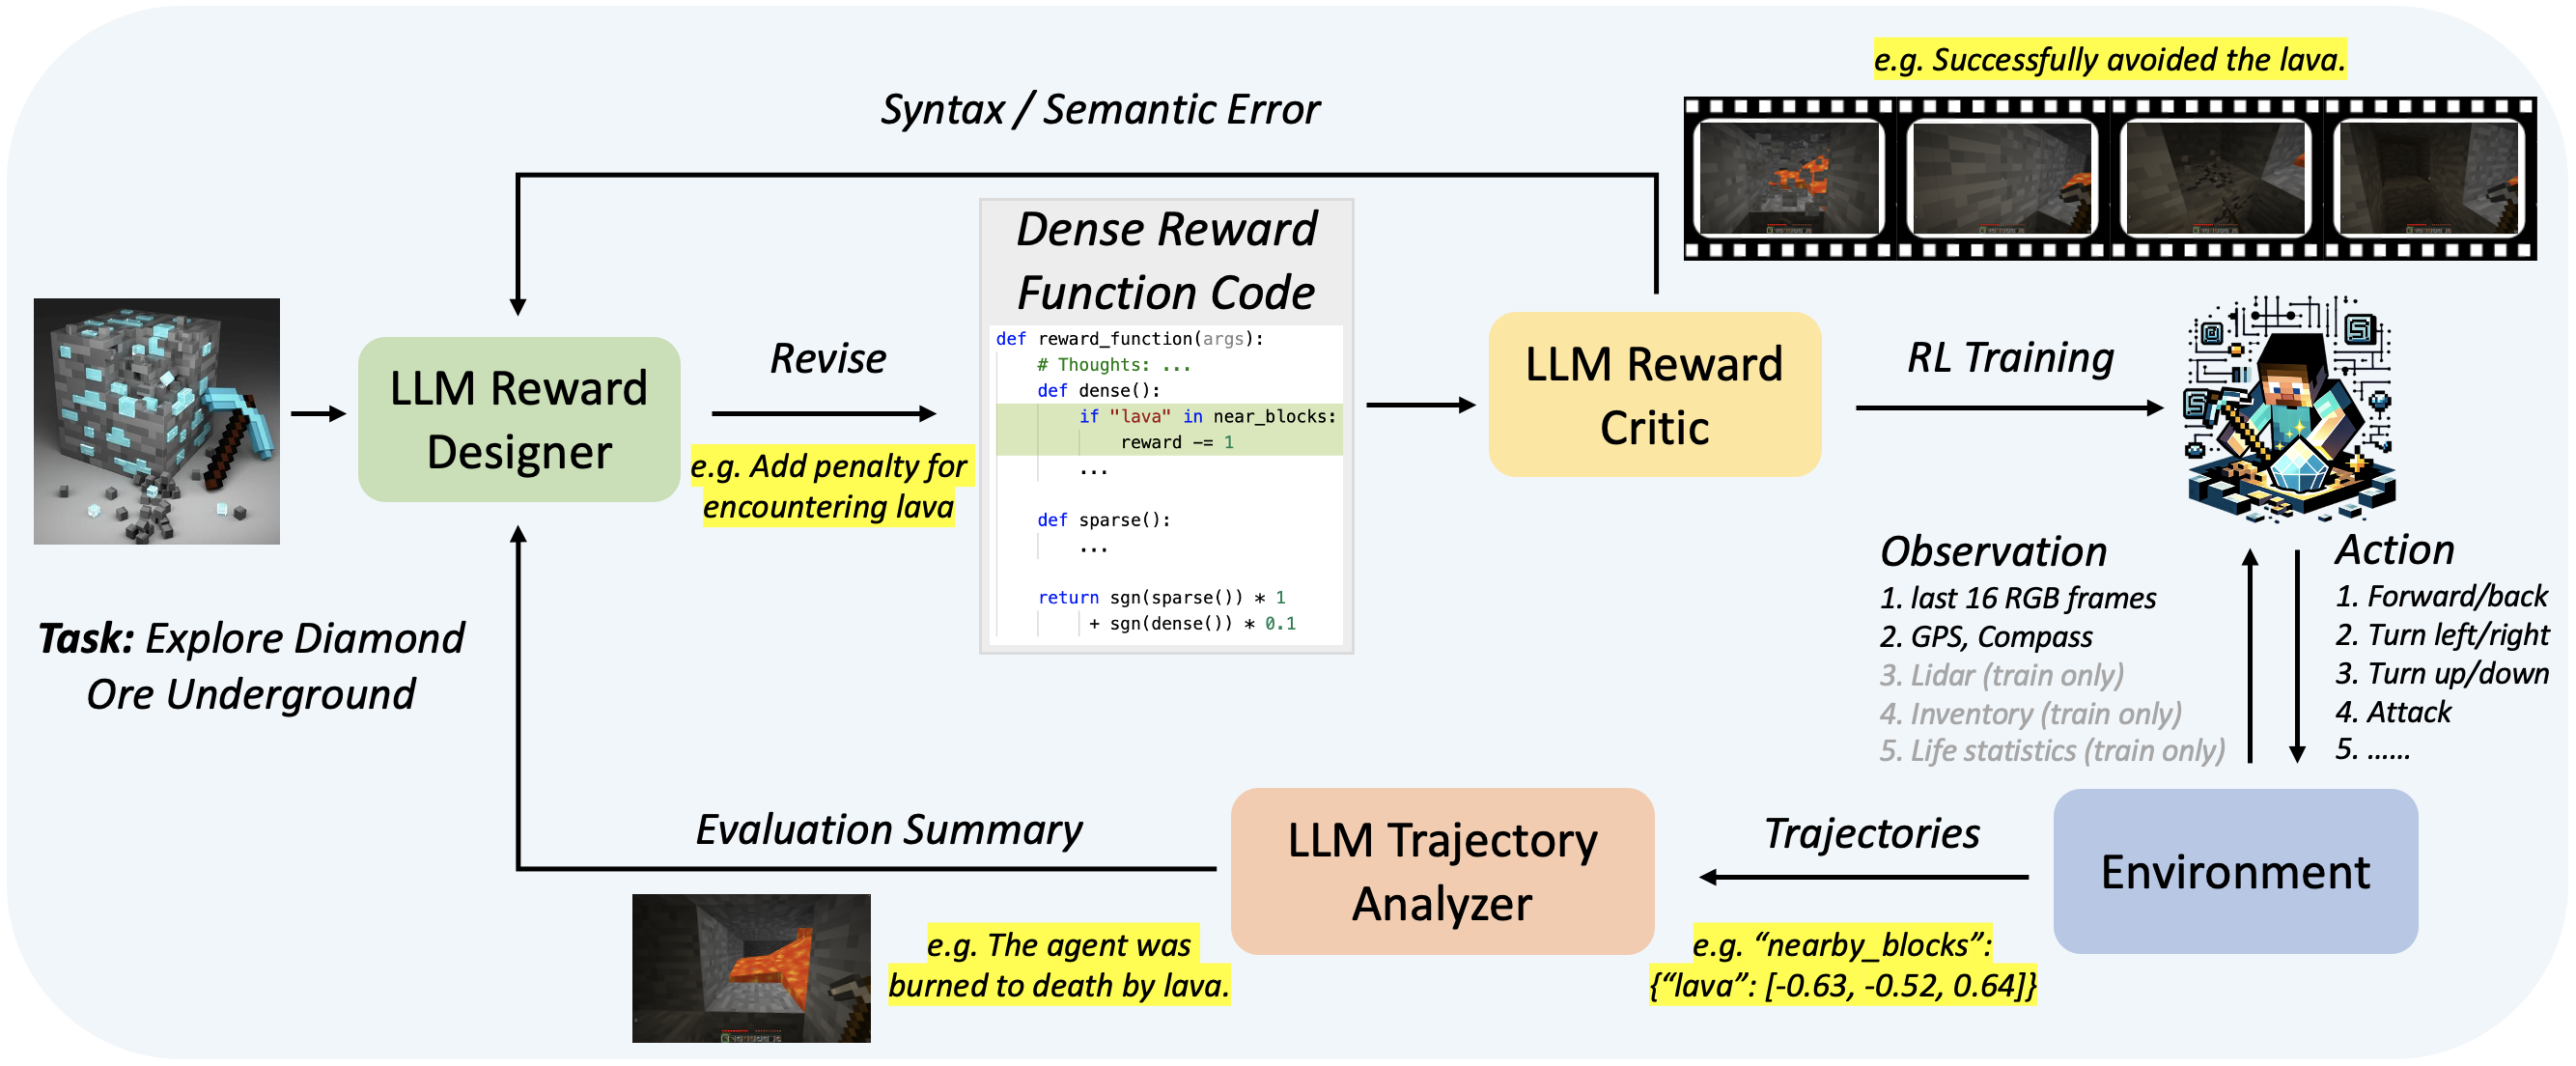 e.g. Successfully avoided the lava.
Syntax / Semantic Error
Dense Reward
Function Code
def reward_function(args):
# Thoughts: ...
def dense():
if "lava" in near_blocks:
reward -= 1
...
def sparse():
...
return sgn(sparse()) * 1
+ sgn(dense()) * 0.1
LLM Reward
Designer
Revise
e.g. Add penalty for
encountering lava
LLM Reward
Critic
RL Training
Task: Explore Diamond
Ore Underground
Observation
1. last 16 RGB frames
2. GPS, Compass
3. Lidar (train only)
4. Inventory (train only)
5. Life statistics (train only)
Action
1. Forward/back
2. Turn left/right
3. Turn up/down
4. Attack
5. ......
Evaluation Summary
LLM Trajectory
Analyzer
Trajectories
Environment
e.g. The agent was
burned to death by lava.
e.g. “nearby_blocks”:
{“lava”: [-0.63, -0.52, 0.64]}